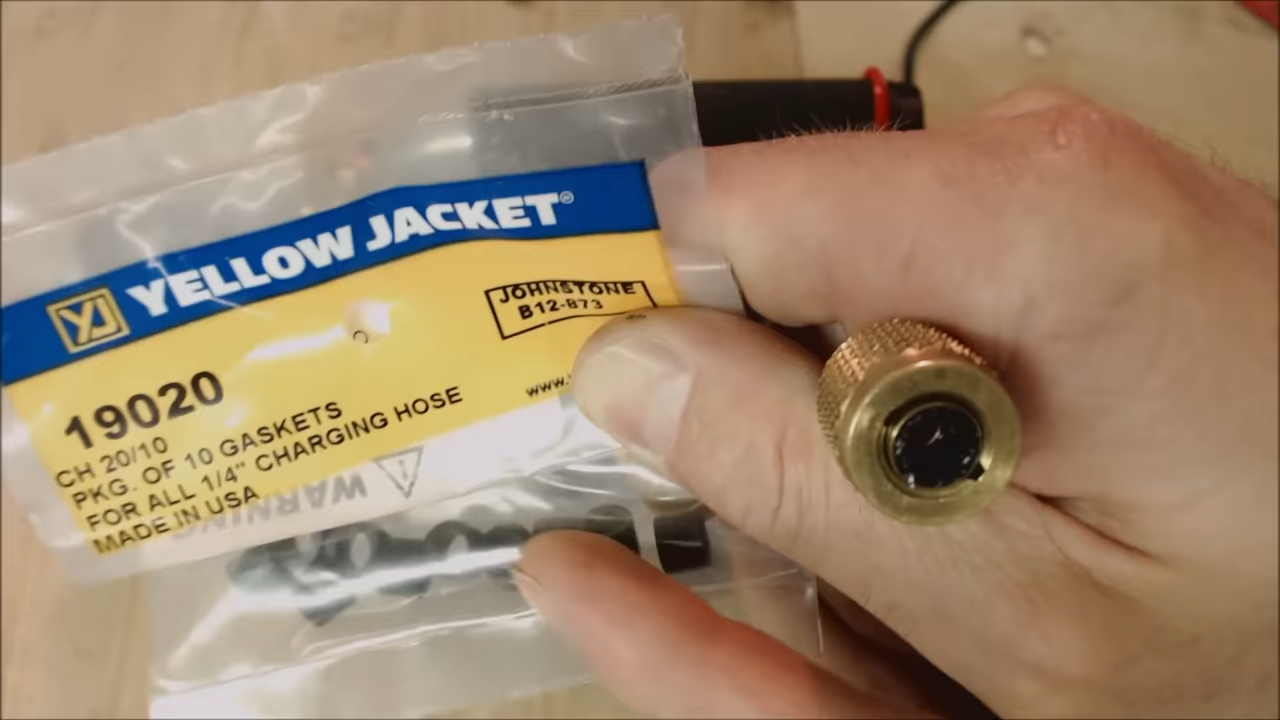 YJ YELLOW JACKET®
JOHNSTONE
B12-873
19020
www.
CH 20/10
PKG. OF 10 GASKETS
FOR ALL 1/4" CHARGING HOSE
MADE IN USA
WARNING